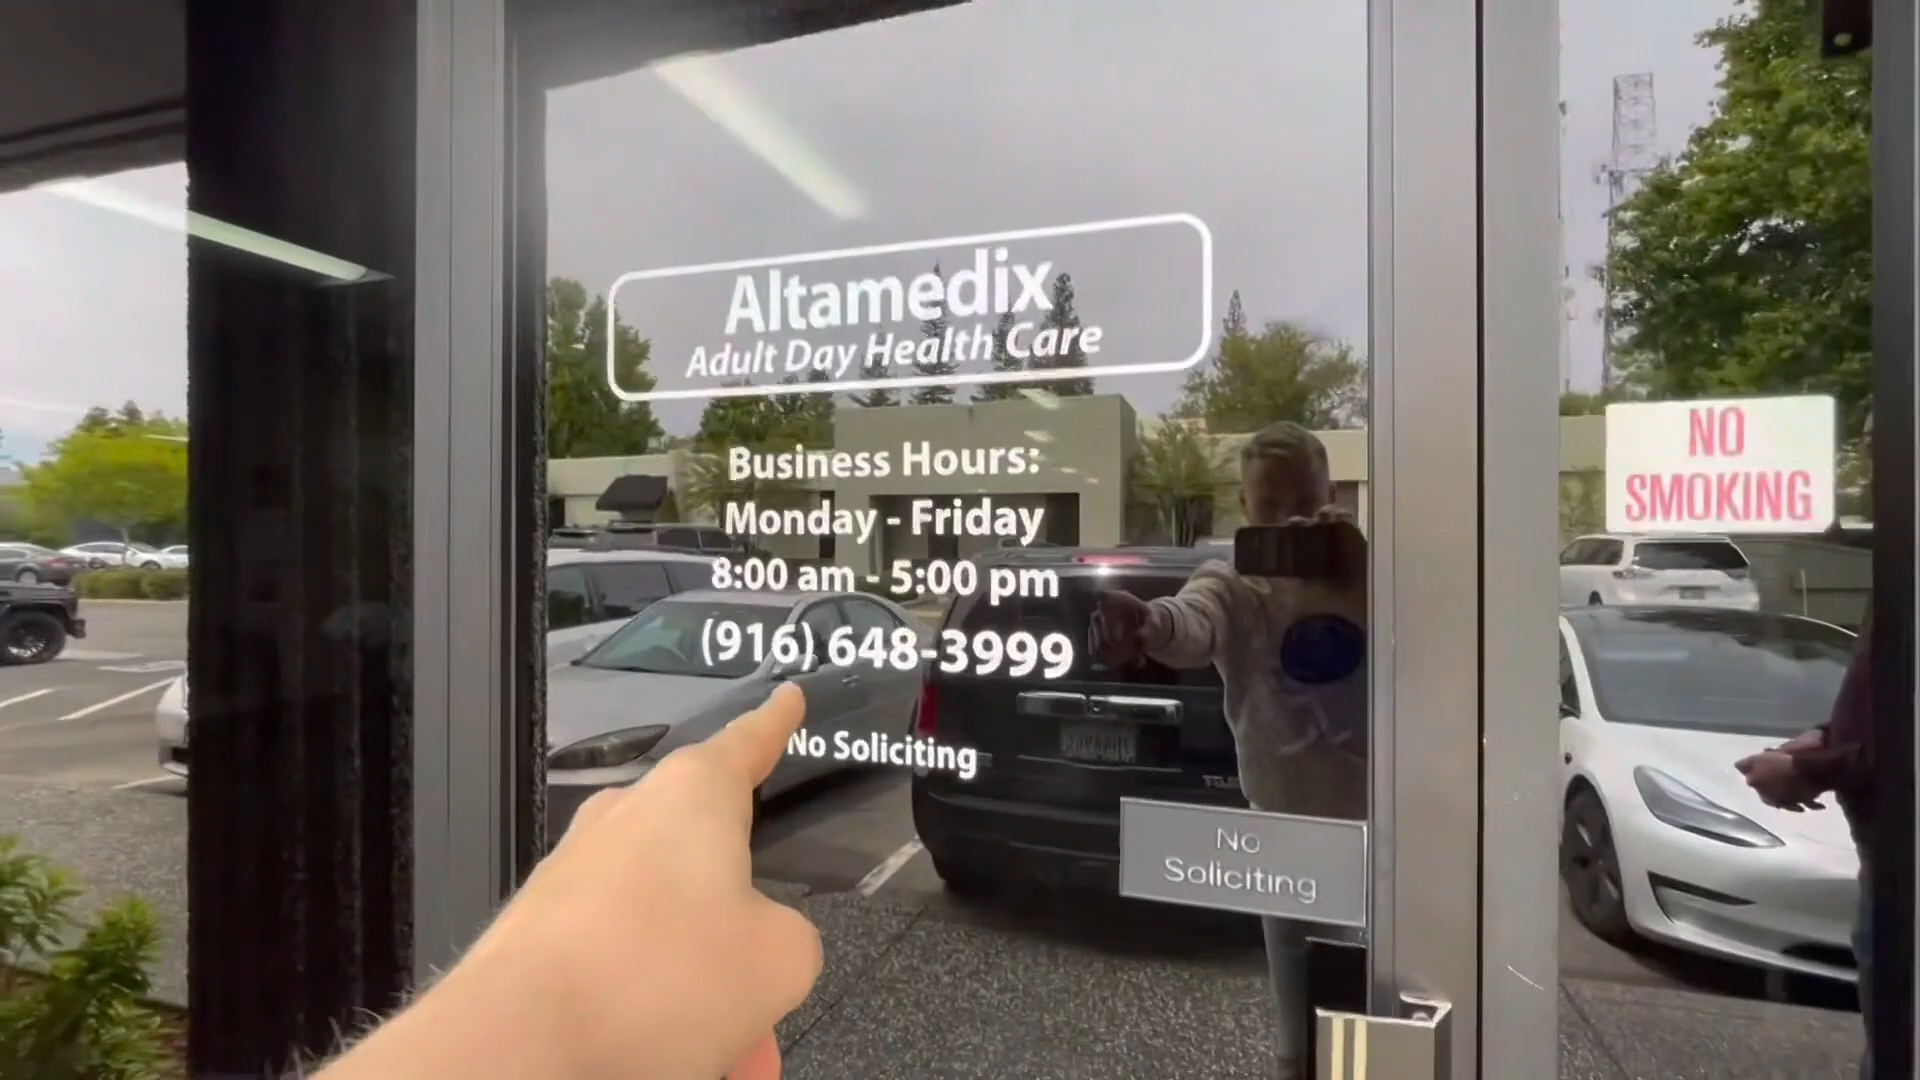 Altamedix
Adult Day Health Care
Business Hours:
Monday - Friday
8:00 am - 5:00 pm
(916) 648-3999
No Soliciting
No
Soliciting
NO
SMOKING